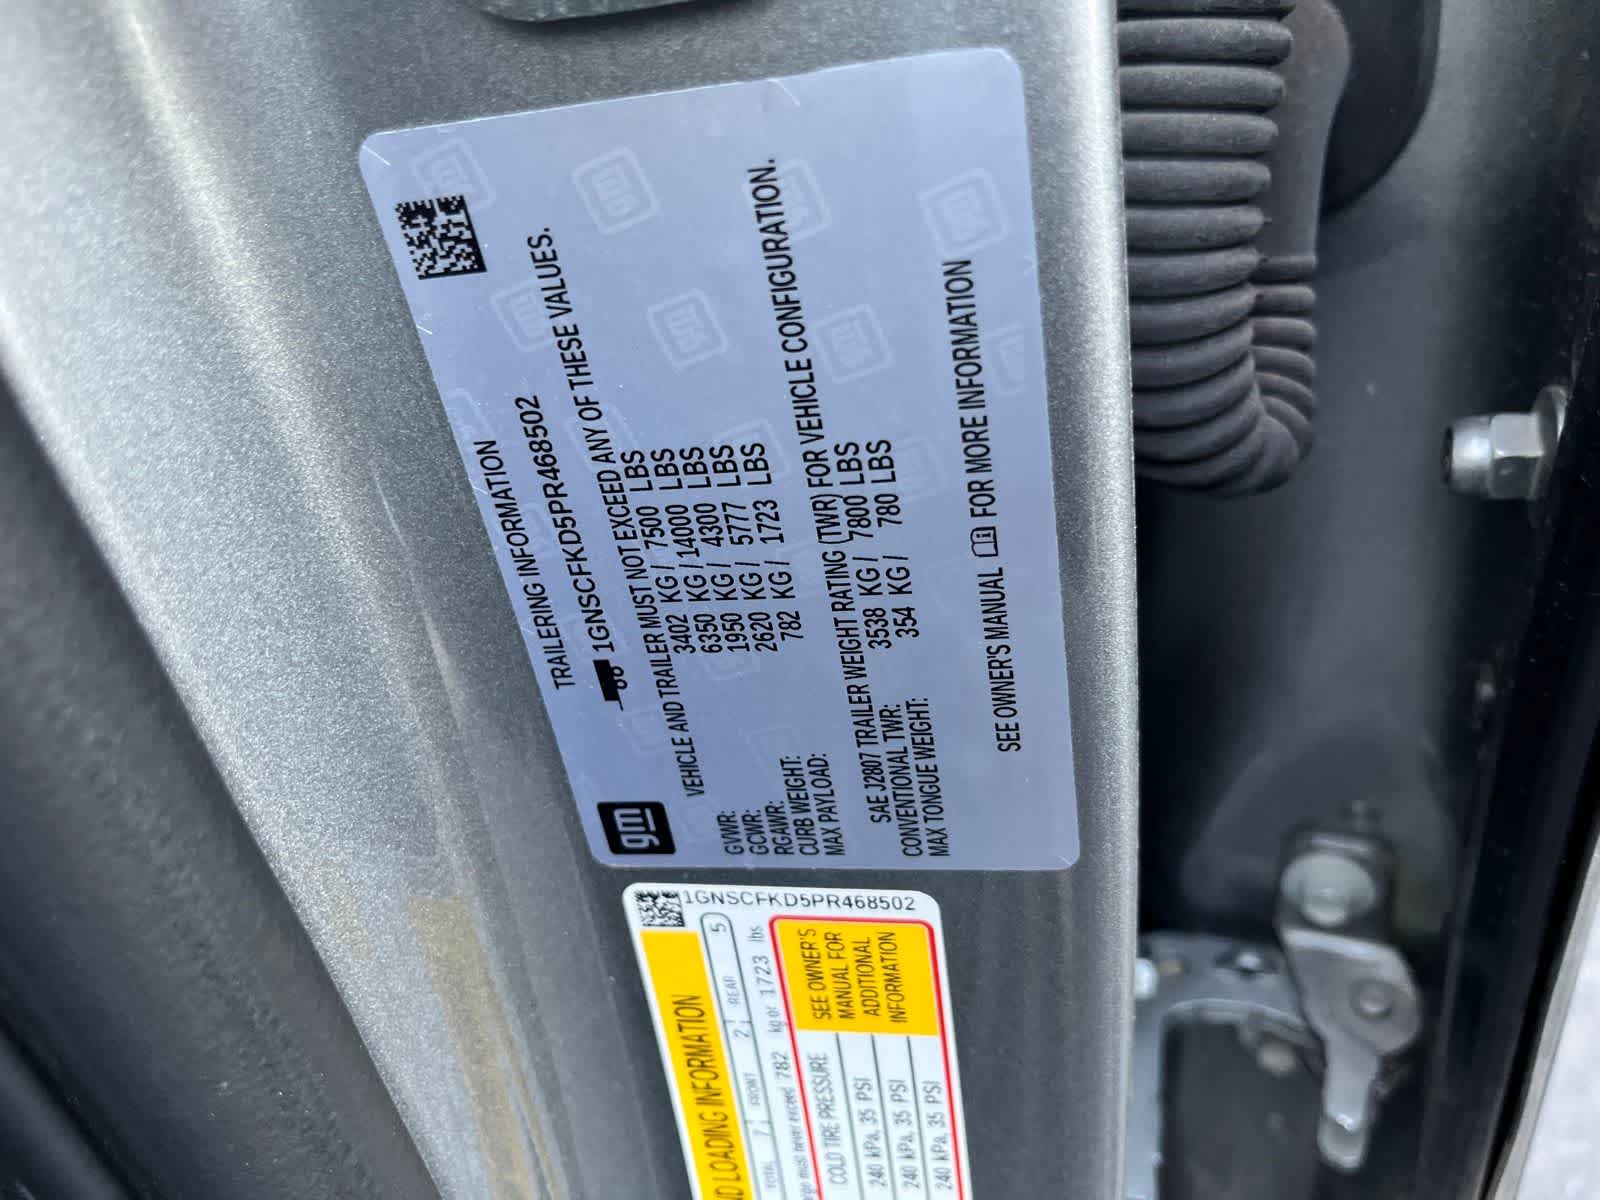 TRAILERING INFORMATION
TRAILERING INFORMATION1GNSCFKD5PR468502
gm 1GNSCFKD5PR468502
VEHICLE AND TRAILER MUST NOT EXCEED ANY OF THESE VALUES.
GVWR: 3402 KG / 7500 LBS
GCWR: 6350 KG / 14000 LBS
RGAWR: 1950 KG / 4300 LBS
CURB WEIGHT: 2620 KG / 5777 LBS
MAX PAYLOAD: 782 KG / 1723 LBS
SAE J2807 TRAILER WEIGHT RATING (TWR) FOR VEHICLE CONFIGURATION.
CONVENTIONAL TWR: 3538 KG / 7800 LBS
MAX TONGUE WEIGHT: 354 KG / 780 LBS
SEE OWNER'S MANUAL FOR MORE INFORMATION
1GNSCFKD5PR468502
LOADING INFORMATION
TOTAL 7 FRONT 2 REAR 5
must never exceed 782 kg or 1723 lbs
COLD TIRE PRESSURE
240 kPa, 35 PSI
240 kPa, 35 PSI
240 kPa, 35 PSI
SEE OWNER'S
MANUAL FOR
ADDITIONAL
INFORMATION